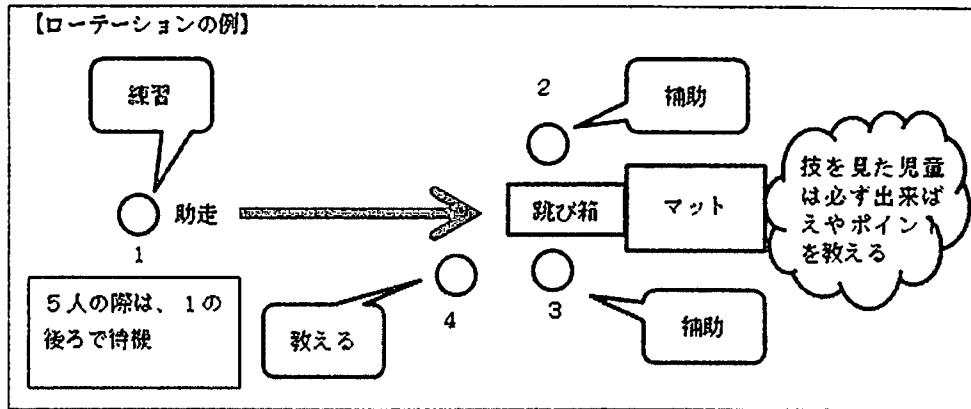 【ローテーションの例】
練習
2
補助
技を見た児童
は必ず出来ば
えやポイント
を教える
助走
跳び箱
マット
1
5人の際は、1の
後ろで待機
教える
4
3
補助